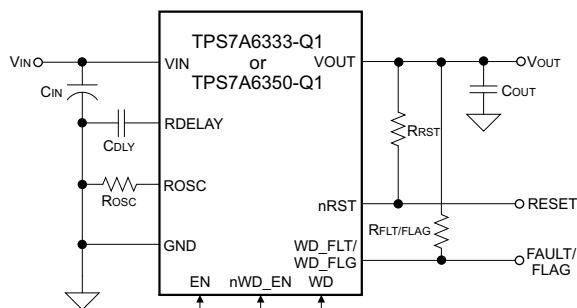 TPS7A6333-Q1
or
TPS7A6350-Q1
VIN
VIN
VOUT
VOUT
CIN
COUT
RRST
RDELAY
CDLY
ROSC
ROSC
nRST
RESET
RFLT/FLAG
GND
WD_FLT/
WD_FLG
FAULT/
FLAG
EN
nWD_EN
WD